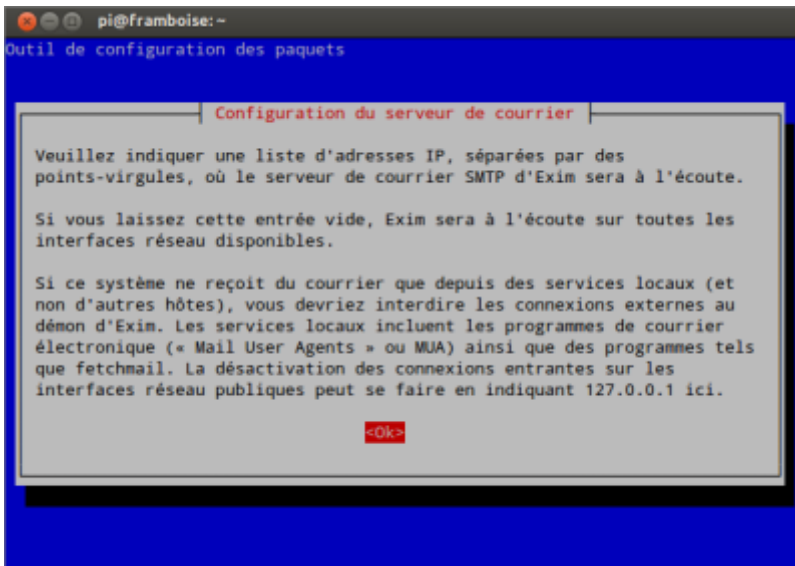 pi@framboise: ~
Outil de configuration des paquets
Configuration du serveur de courrier
Veuillez indiquer une liste d'adresses IP, séparées par des
points-virgules, où le serveur de courrier SMTP d'Exim sera à l'écoute.
Si vous laissez cette entrée vide, Exim sera à l'écoute sur toutes les
interfaces réseau disponibles.
Si ce système ne reçoit du courrier que depuis des services locaux (et
non d'autres hôtes), vous devriez interdire les connexions externes au
démon d'Exim. Les services locaux incluent les programmes de courrier
électronique (« Mail User Agents » ou MUA) ainsi que des programmes tels
que fetchmail. La désactivation des connexions entrantes sur les
interfaces réseau publiques peut se faire en indiquant 127.0.0.1 ici.
<Ok>